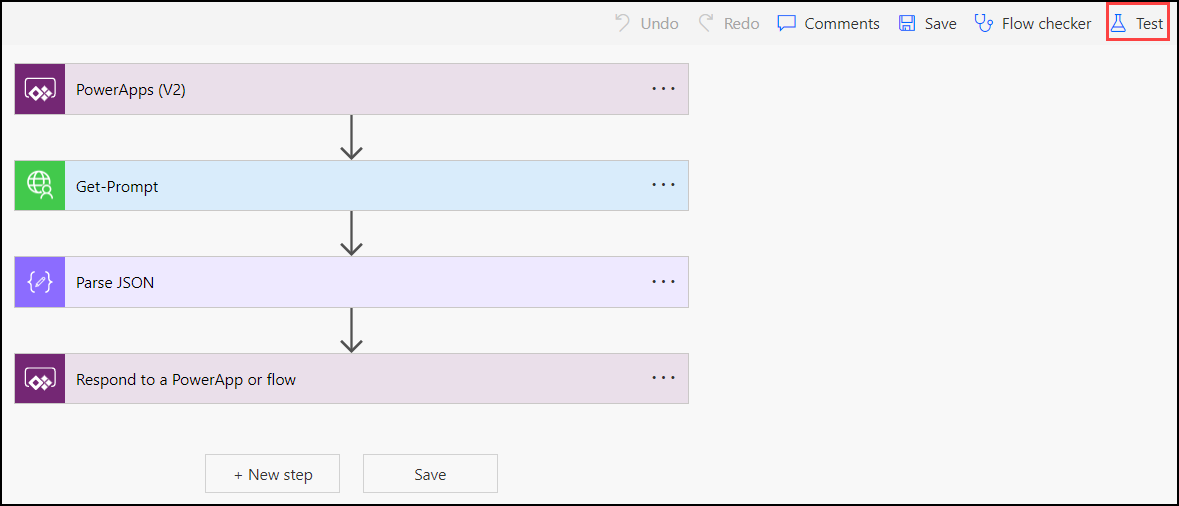 Undo Redo Comments Save Flow checker Test
PowerApps (V2)
Get-Prompt
Parse JSON
Respond to a PowerApp or flow
+ New step Save